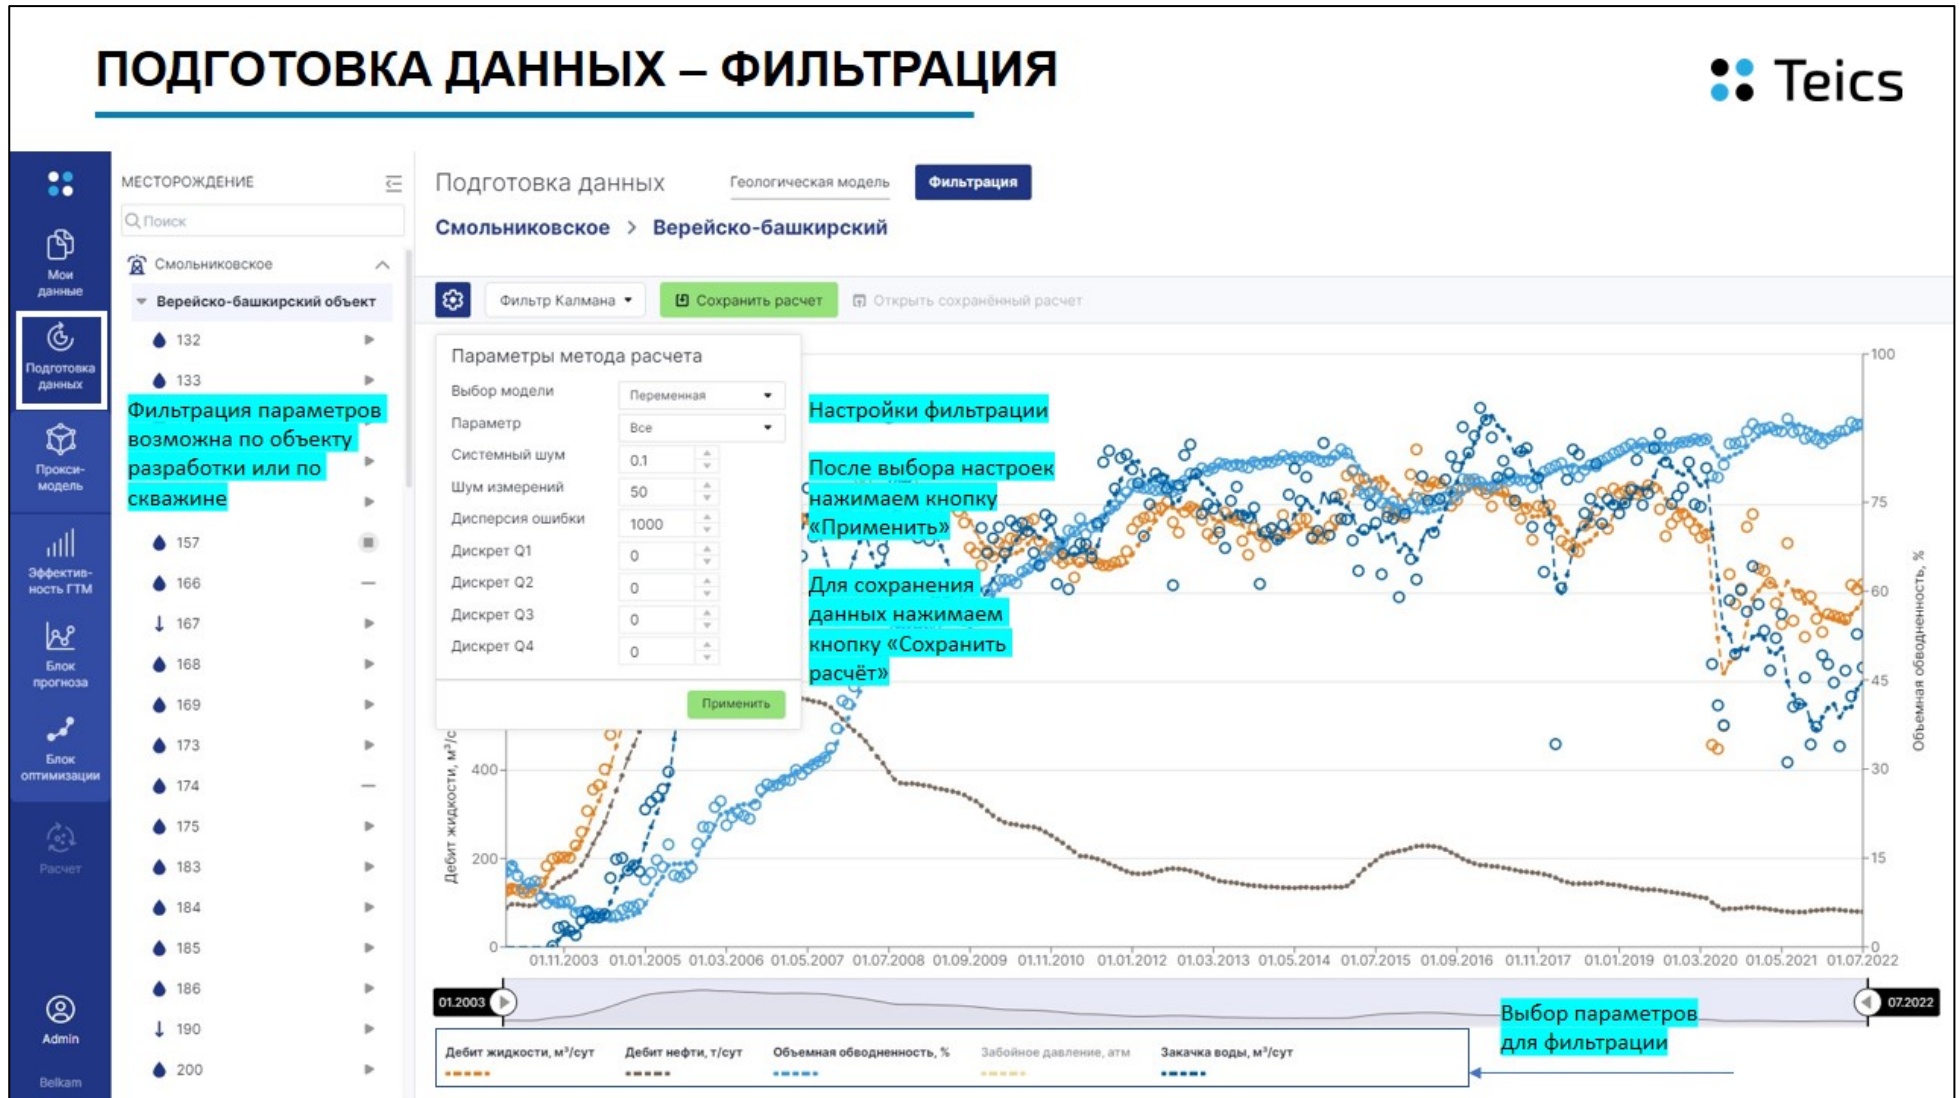 ПОДГОТОВКА ДАННЫХ – ФИЛЬТРАЦИЯ
Teics
Мои
данные
Подготовка
данных
Прокси-
модель
Эффектив-
ность ГТМ
Блок
прогноза
Блок
оптимизации
Расчет
Admin
Belkam
МЕСТОРОЖДЕНИЕ
Поиск
Смольниковское
Верейско-башкирский объект
132
133
Фильтрация параметров
возможна по объекту
разработки или по
скважине
157
166
167
168
169
173
174
175
183
184
185
186
190
200
Подготовка данных
Геологическая модель
Фильтрация
Смольниковское > Верейско-башкирский
Фильтр Калмана
Сохранить расчет
Открыть сохранённый расчет
Параметры метода расчета
Выбор модели Переменная
Параметр Все
Системный шум 0.1
Шум измерений 50
Дисперсия ошибки 1000
Дискрет Q1 0
Дискрет Q2 0
Дискрет Q3 0
Дискрет Q4 0
Применить
Настройки фильтрации
После выбора настроек
нажимаем кнопку
«Применить»
Для сохранения
данных нажимаем
кнопку «Сохранить
расчёт»
Дебит жидкости, м³/с
400
200
0
100
75
60
45
30
15
0
Объемная обводненность, %
01.11.2003 01.01.2005 01.03.2006 01.05.2007 01.07.2008 01.09.2009 01.11.2010 01.01.2012 01.03.2013 01.05.2014 01.07.2015 01.09.2016 01.11.2017 01.01.2019 01.03.2020 01.05.2021 01.07.2022
01.2003
07.2022
Выбор параметров
для фильтрации
Дебит жидкости, м³/сут Дебит нефти, т/сут Объемная обводненность, % Забойное давление, атм Закачка воды, м³/сут